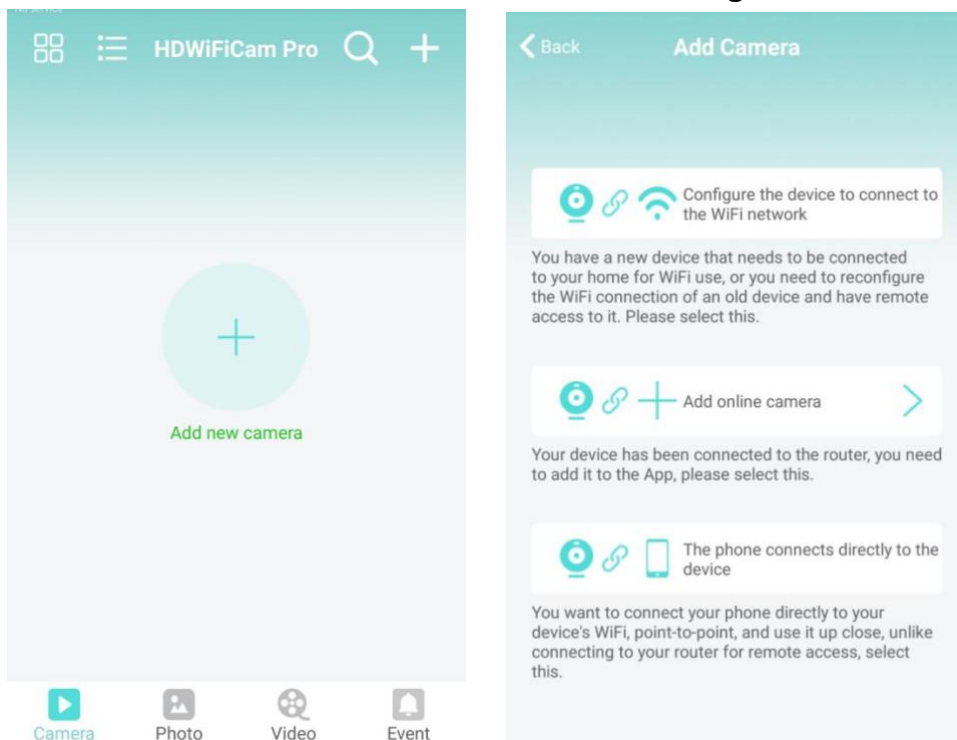 HDWiFiCam Pro
Add new camera
Camera
Photo
Video
Event
Back
Add Camera
Configure the device to connect to
the WiFi network
You have a new device that needs to be connected
to your home for WiFi use, or you need to reconfigure
the WiFi connection of an old device and have remote
access to it. Please select this.
Add online camera
Your device has been connected to the router, you need
to add it to the App, please select this.
The phone connects directly to the
device
You want to connect your phone directly to your
device's WiFi, point-to-point, and use it up close, unlike
connecting to your router for remote access, select
this.